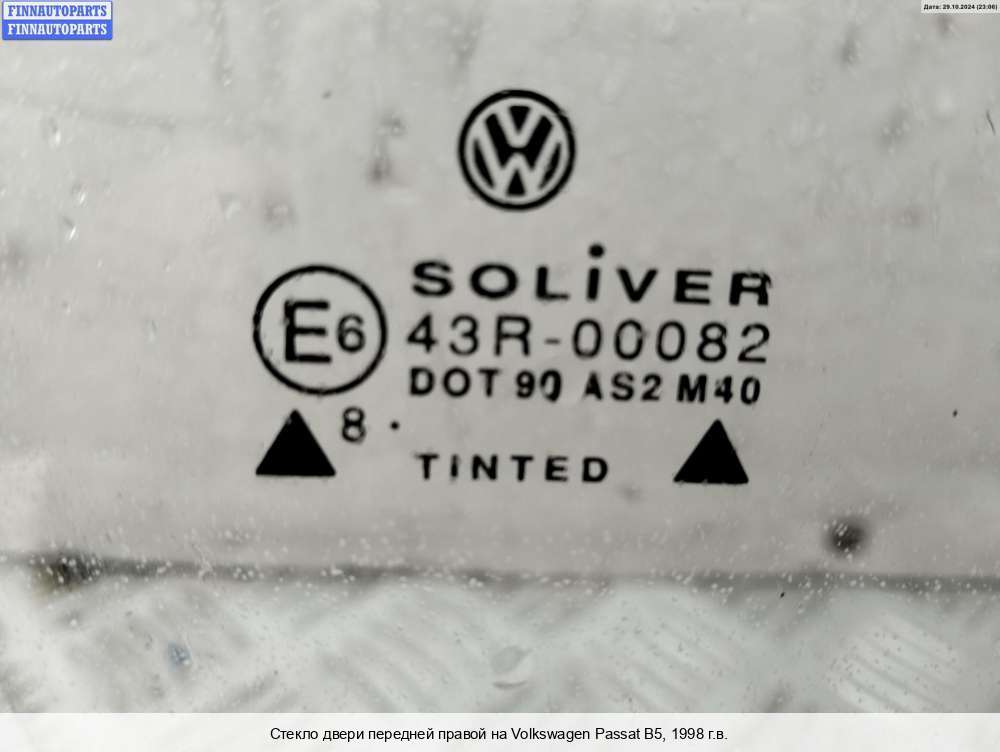 FINNAUTOPARTS
FINNAUTOPARTS
Дата: 29.10.2024 (23:06)
SOLiVER
E6
43R-00082
DOT 90 AS2 M40
8 .
TINTED
Стекло двери передней правой на Volkswagen Passat B5, 1998 г.в.